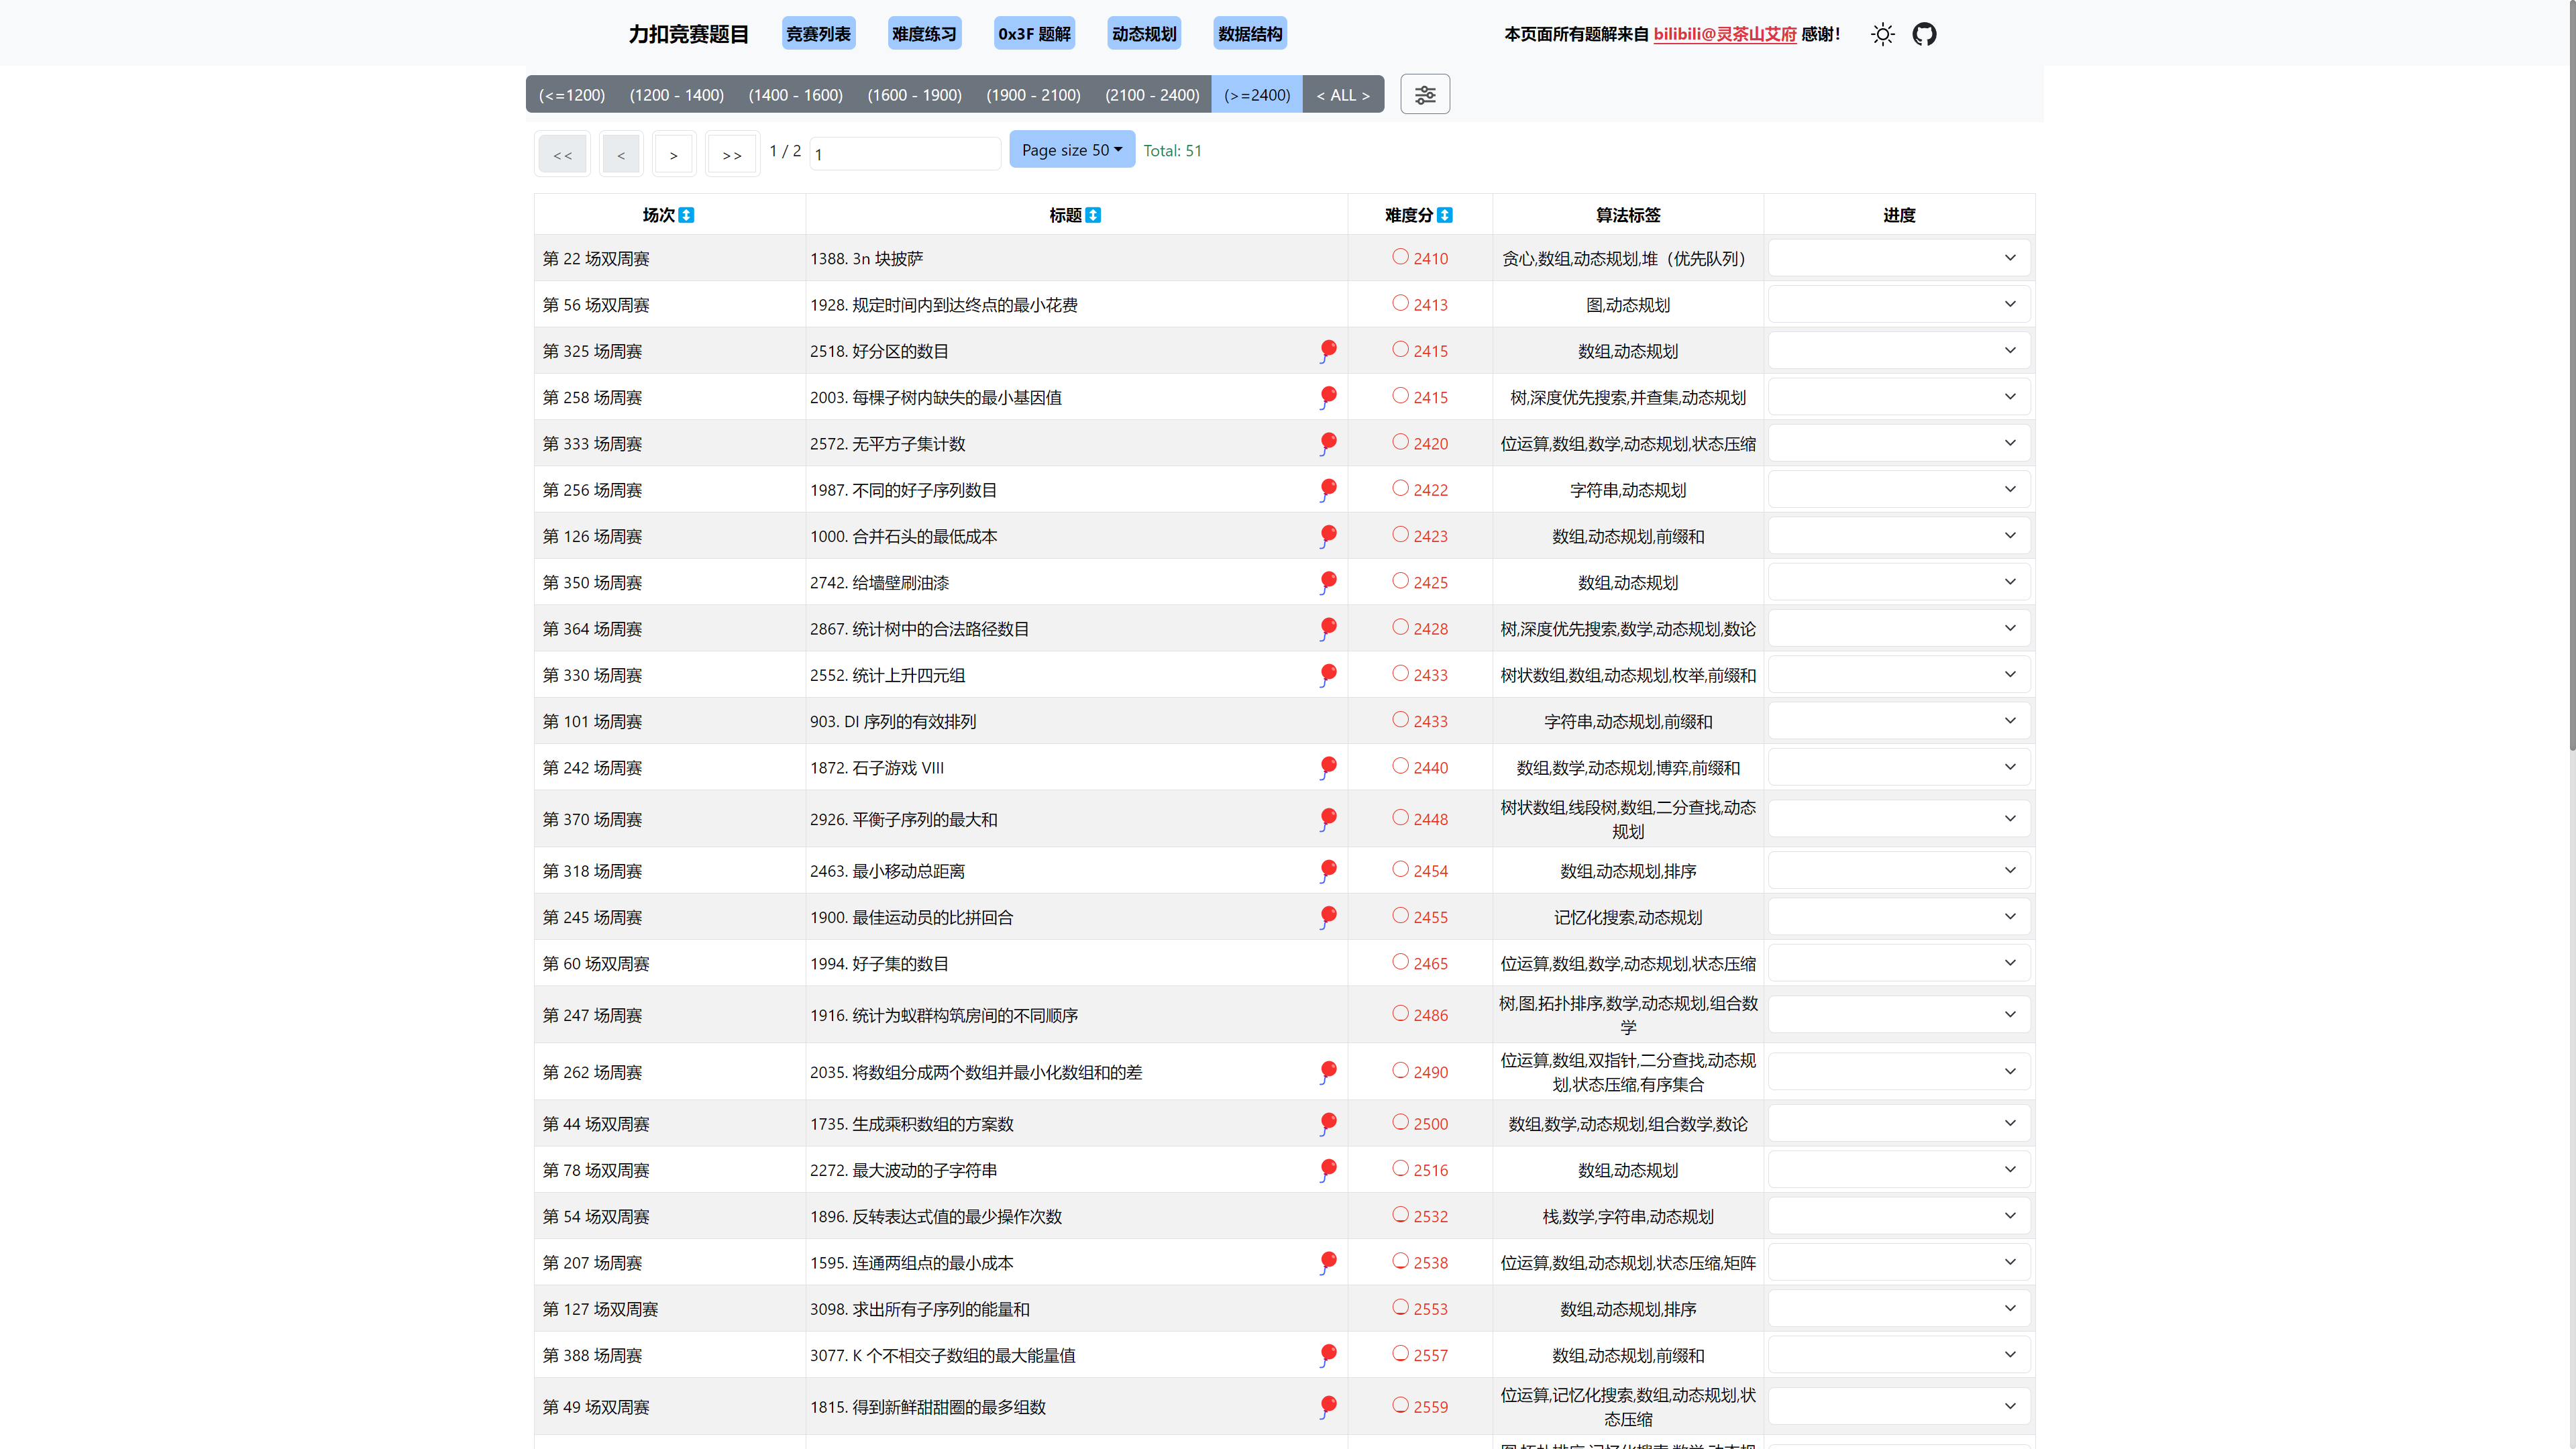 力扣竞赛题目 竞赛列表 难度练习 0x3F 题解 动态规划 数据结构 本页面所有题解来自 bilibili@灵茶山艾府 感谢!
(<=1200) (1200 - 1400) (1400 - 1600) (1600 - 1900) (1900 - 2100) (2100 - 2400) (>=2400) < ALL >
<< < > >> 1 / 2 1 Page size 50 Total: 51
场次 标题 难度分 算法标签 进度
第 22 场双周赛 1388. 3n 块披萨 2410 贪心,数组,动态规划,堆（优先队列）
第 56 场双周赛 1928. 规定时间内到达终点的最小花费 2413 图,动态规划
第 325 场周赛 2518. 好分区的数目 2415 数组,动态规划
第 258 场周赛 2003. 每棵子树内缺失的最小基因值 2415 树,深度优先搜索,并查集,动态规划
第 333 场周赛 2572. 无平方子集计数 2420 位运算,数组,数学,动态规划,状态压缩
第 256 场周赛 1987. 不同的好子序列数目 2422 字符串,动态规划
第 126 场周赛 1000. 合并石头的最低成本 2423 数组,动态规划,前缀和
第 350 场周赛 2742. 给墙壁刷油漆 2425 数组,动态规划
第 364 场周赛 2867. 统计树中的合法路径数目 2428 树,深度优先搜索,数学,动态规划,数论
第 330 场周赛 2552. 统计上升四元组 2433 树状数组,数组,动态规划,枚举,前缀和
第 101 场周赛 903. DI 序列的有效排列 2433 字符串,动态规划,前缀和
第 242 场周赛 1872. 石子游戏 VIII 2440 数组,数学,动态规划,博弈,前缀和
第 370 场周赛 2926. 平衡子序列的最大和 2448 树状数组,线段树,数组,二分查找,动态
规划
第 318 场周赛 2463. 最小移动总距离 2454 数组,动态规划,排序
第 245 场周赛 1900. 最佳运动员的比拼回合 2455 记忆化搜索,动态规划
第 60 场双周赛 1994. 好子集的数目 2465 位运算,数组,数学,动态规划,状态压缩
第 247 场周赛 1916. 统计为蚁群构筑房间的不同顺序 2486 树,图,拓扑排序,数学,动态规划,组合数
学
第 262 场周赛 2035. 将数组分成两个数组并最小化数组和的差 2490 位运算,数组,双指针,二分查找,动态规
划,状态压缩,有序集合
第 44 场双周赛 1735. 生成乘积数组的方案数 2500 数组,数学,动态规划,组合数学,数论
第 78 场双周赛 2272. 最大波动的子字符串 2516 数组,动态规划
第 54 场双周赛 1896. 反转表达式值的最少操作次数 2532 栈,数学,字符串,动态规划
第 207 场周赛 1595. 连通两组点的最小成本 2538 位运算,数组,动态规划,状态压缩,矩阵
第 127 场双周赛 3098. 求出所有子序列的能量和 2553 数组,动态规划,排序
第 388 场周赛 3077. K 个不相交子数组的最大能量值 2557 数组,动态规划,前缀和
第 49 场双周赛 1815. 得到新鲜甜甜圈的最多组数 2559 位运算,记忆化搜索,数组,动态规划,状
态压缩